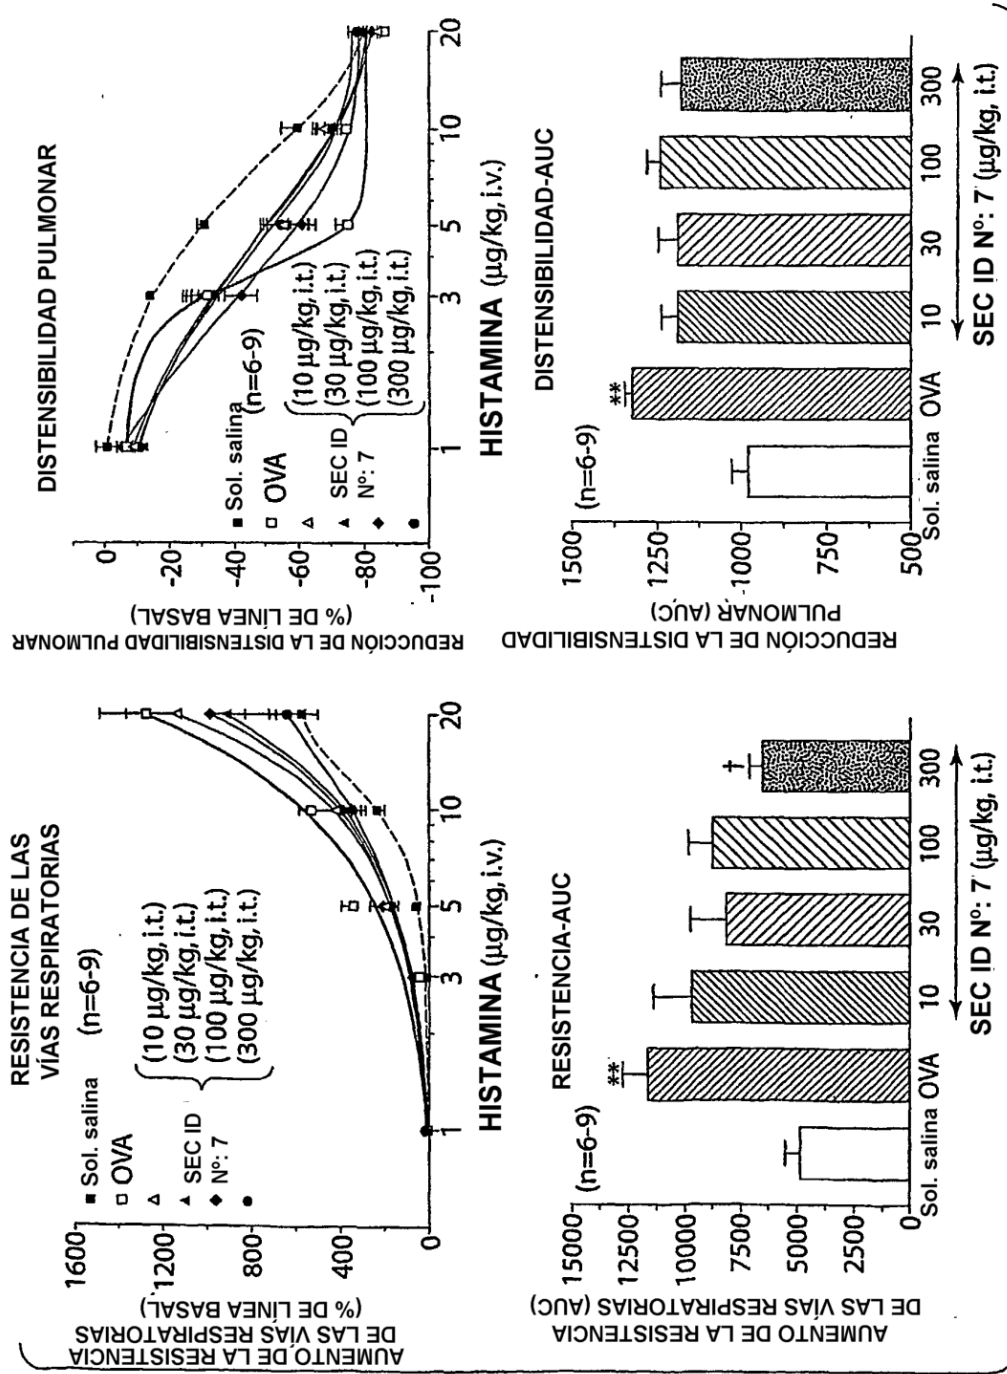 RESISTENCIA DE LAS
VÍAS RESPIRATORIAS
AUMENTO DE LA RESISTENCIA
DE LAS VÍAS RESPIRATORIAS
(% DE LÍNEA BASAL)
1600
1200
800
400
0
Sol. salina (n=6-9)
OVA
(10 µg/kg, i.t.)
SEC ID (30 µg/kg, i.t.)
Nº: 7 (100 µg/kg, i.t.)
(300 µg/kg, i.t.)
1 3 5 10 20
HISTAMINA (µg/kg, i.v.)
DISTENSIBILIDAD PULMONAR
REDUCCIÓN DE LA DISTENSIBILIDAD PULMONAR
(% DE LÍNEA BASAL)
0
-20
-40
-60
-80
-100
Sol. salina
(n=6-9)
OVA
(10 µg/kg, i.t.)
SEC ID (30 µg/kg, i.t.)
Nº: 7 (100 µg/kg, i.t.)
(300 µg/kg, i.t.)
1 3 5 10 20
HISTAMINA (µg/kg, i.v.)
RESISTENCIA-AUC
AUMENTO DE LA RESISTENCIA
DE LAS VÍAS RESPIRATORIAS (AUC)
15000
12500
10000
7500
5000
2500
0
(n=6-9)
**
†
Sol. salina OVA 10 30 100 300
SEC ID Nº: 7 (µg/kg, i.t.)
DISTENSIBILIDAD-AUC
REDUCCIÓN DE LA DISTENSIBILIDAD
PULMONAR (AUC)
1500
1250
1000
750
500
(n=6-9)
**
Sol. salina OVA 10 30 100 300
SEC ID Nº: 7 (µg/kg, i.t.)